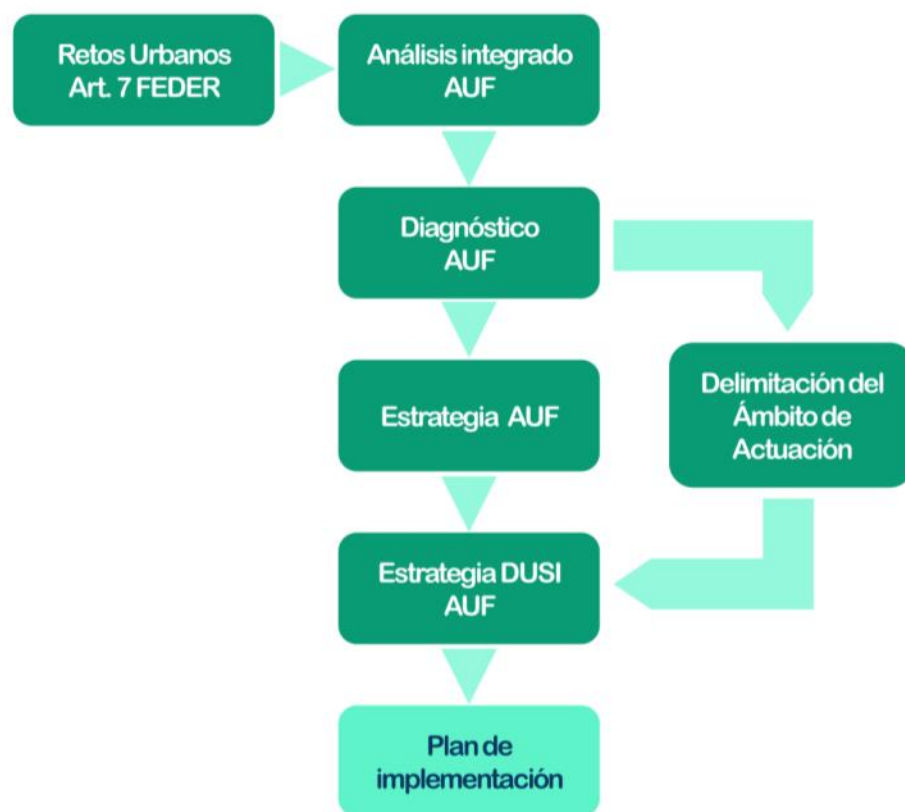 Retos Urbanos
Art. 7 FEDER
Análisis integrado
AUF
Diagnóstico
AUF
Estrategia AUF
Delimitación del
Ámbito de
Actuación
Estrategia DUSI
AUF
Plan de
implementación